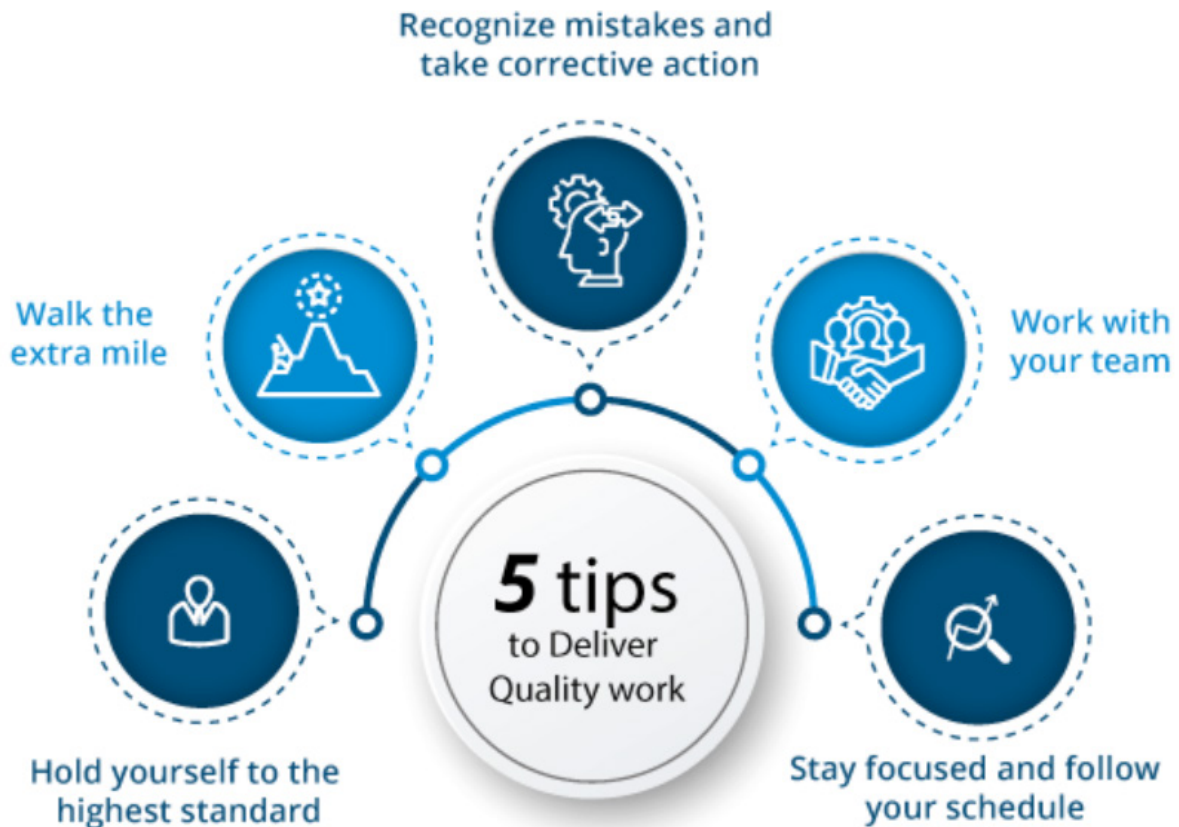 Recognize mistakes and
take corrective action
Walk the
extra mile
Work with
your team
5 tips
to Deliver
Quality work
Hold yourself to the
highest standard
Stay focused and follow
your schedule